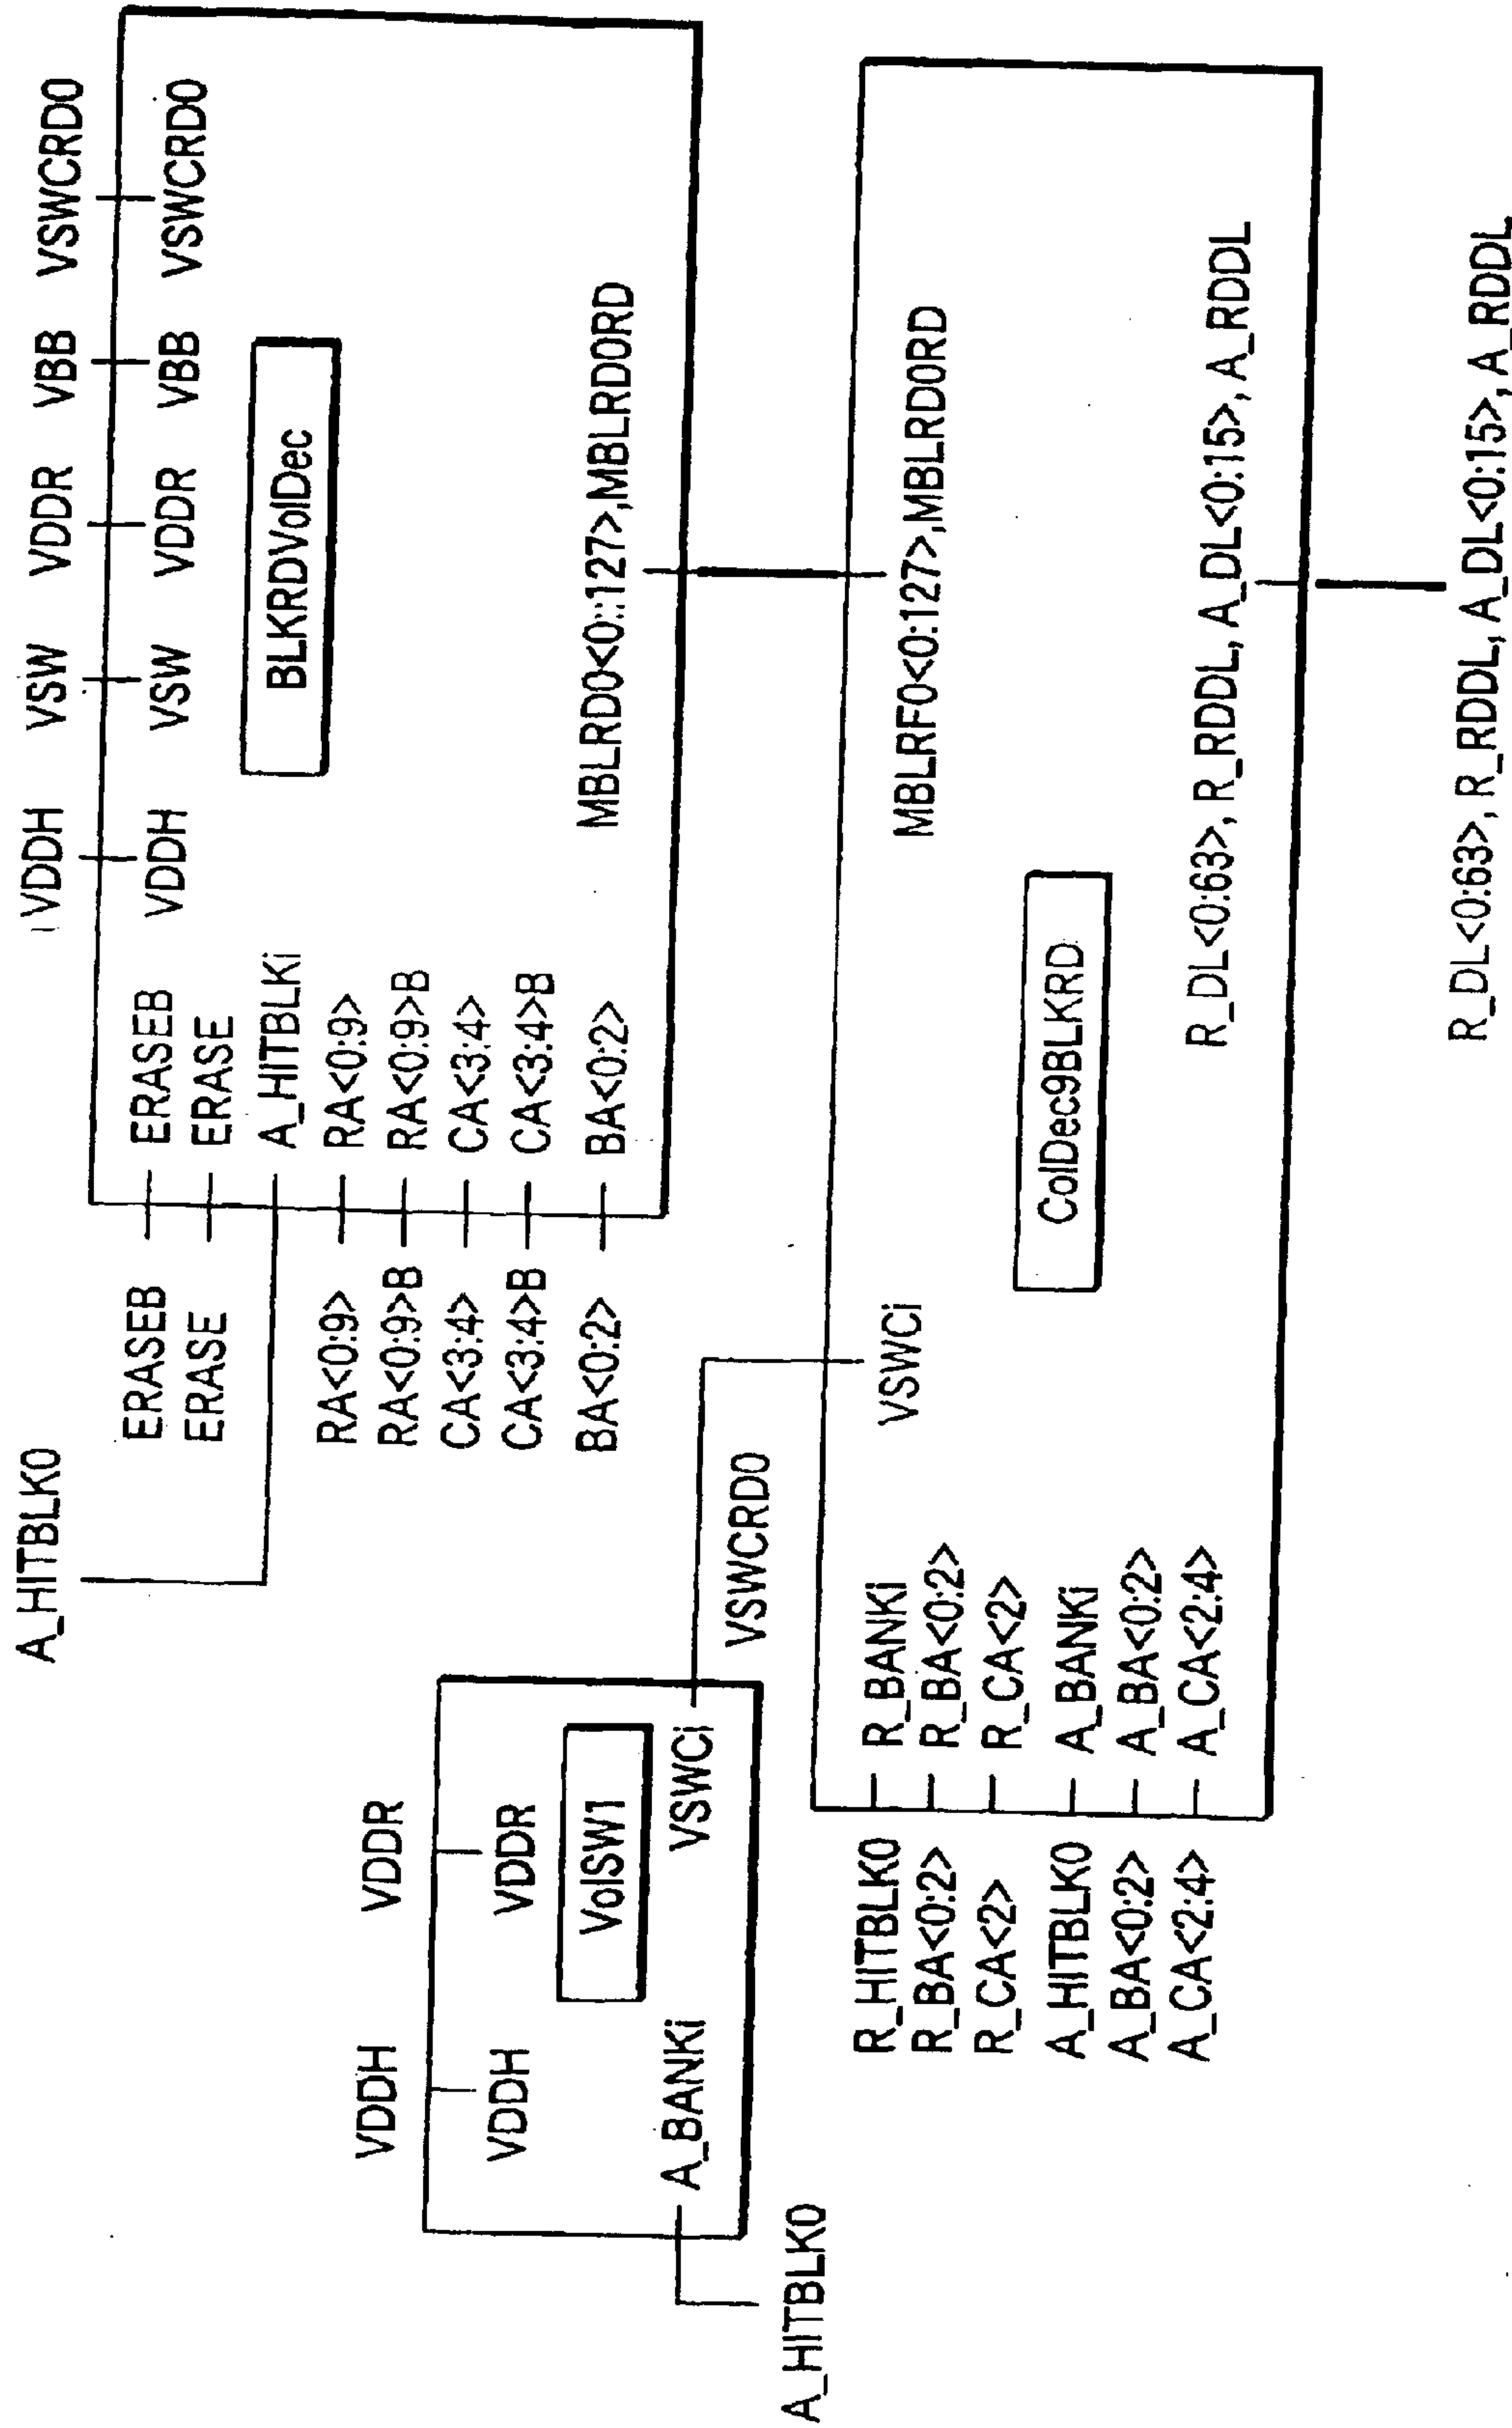 A_HITBLK0
VDDH VSW VDDR VBB VSWCRD0
VDDH VSW VDDR VBB VSWCRD0
ERASEB ERASEB
ERASE ERASE
A_HITBLKi
RA<0:9> RA<0:9>
RA<0:9>B RA<0:9>B
CA<3:4> CA<3:4>
CA<3:4>B CA<3:4>B
BA<0:2> BA<0:2>
BLKRDVolDec
MBLRD0<0::127>,MBLRD0RD
VDDH VDDR
VDDH VDDR
VolSW1
A_BANKi VSWCi
A_HITBLK0
VSWCRD0
VSWCi
MBLRF0<0:127>,MBLRD0RD
R_HITBLK0 R_BANKi
R_BA<0:2> R_BA<0:2>
R_CA<2> R_CA<2>
A_HITBLK0 A_BANKi
A_BA<0:2> A_BA<0:2>
A_CA<2:4> A_CA<2:4>
ColDec9BLKRD
R_DL<0:63>, R_RDDL, A_DL<0:15>, A_RDDL
R_DL<0:63>, R_RDDL, A_DL<0:15>, A_RDDL